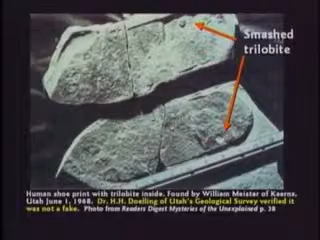 Smashed
trilobite
Human shoe print with trilobite inside. Found by William Meister of Kearns,
Utah June 1, 1968. Dr. H.H. Doelling of Utah's Geological Survey verified it
was not a fake. Photo from Readers Digest Mysteries of the Unexplained p. 38